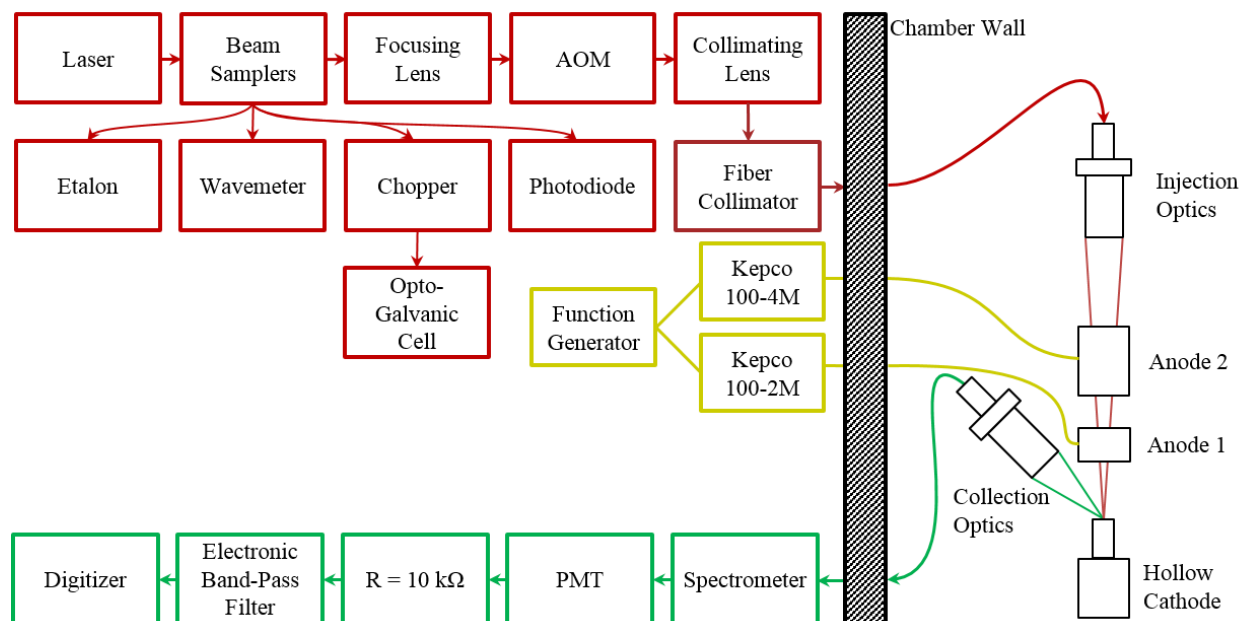 Laser
Beam
Samplers
Focusing
Lens
AOM
Collimating
Lens
Chamber Wall
Etalon
Wavemeter
Chopper
Photodiode
Fiber
Collimator
Injection
Optics
Opto-
Galvanic
Cell
Function
Generator
Kepco
100-4M
Kepco
100-2M
Anode 2
Anode 1
Collection
Optics
Digitizer
Electronic
Band-Pass
Filter
R = 10 kΩ
PMT
Spectrometer
Hollow
Cathode